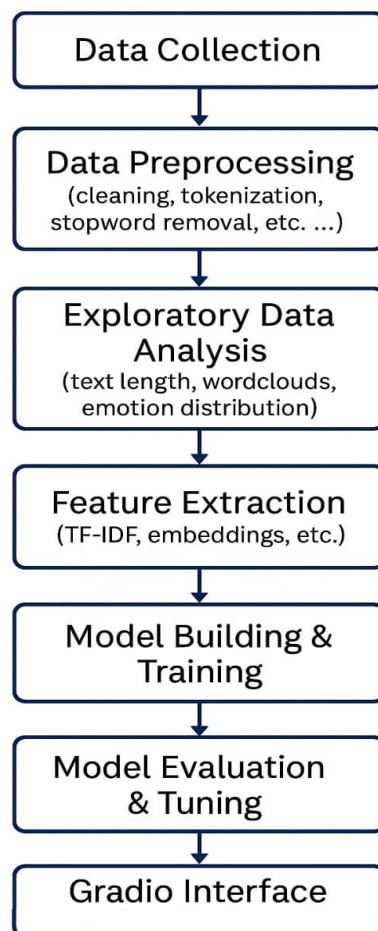 Data Collection
Data Preprocessing
(cleaning, tokenization,
stopword removal, etc. ...)
Exploratory Data
Analysis
(text length, wordclouds,
emotion distribution)
Feature Extraction
(TF-IDF, embeddings, etc.)
Model Building &
Training
Model Evaluation
& Tuning
Gradio Interface